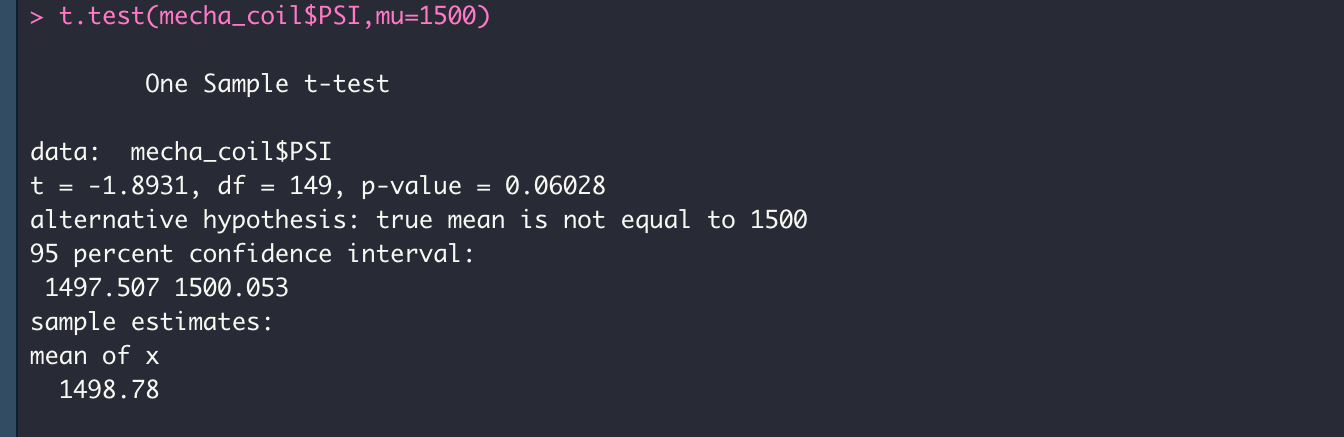 > t.test(mecha_coil$PSI,mu=1500)
One Sample t-test
data:  mecha_coil$PSI
t = -1.8931, df = 149, p-value = 0.06028
alternative hypothesis: true mean is not equal to 1500
95 percent confidence interval:
1497.507 1500.053
sample estimates:
mean of x
1498.78